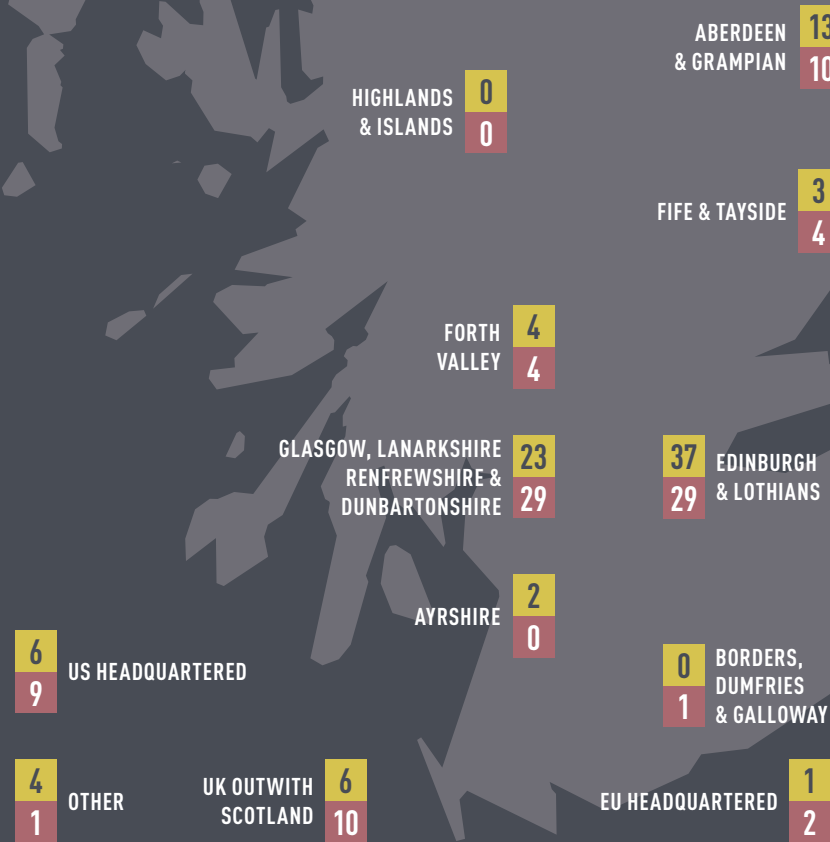 ABERDEEN
& GRAMPIAN
13
10
HIGHLANDS
& ISLANDS
0
0
FIFE & TAYSIDE
3
4
FORTH
VALLEY
4
4
GLASGOW, LANARKSHIRE
RENFREWSHIRE &
DUNBARTONSHIRE
23
29
37
29
EDINBURGH
& LOTHIANS
AYRSHIRE
2
0
6
9
US HEADQUARTERED
0
1
BORDERS,
DUMFRIES
& GALLOWAY
4
1
OTHER
UK OUTWITH
SCOTLAND
6
10
EU HEADQUARTERED
1
2